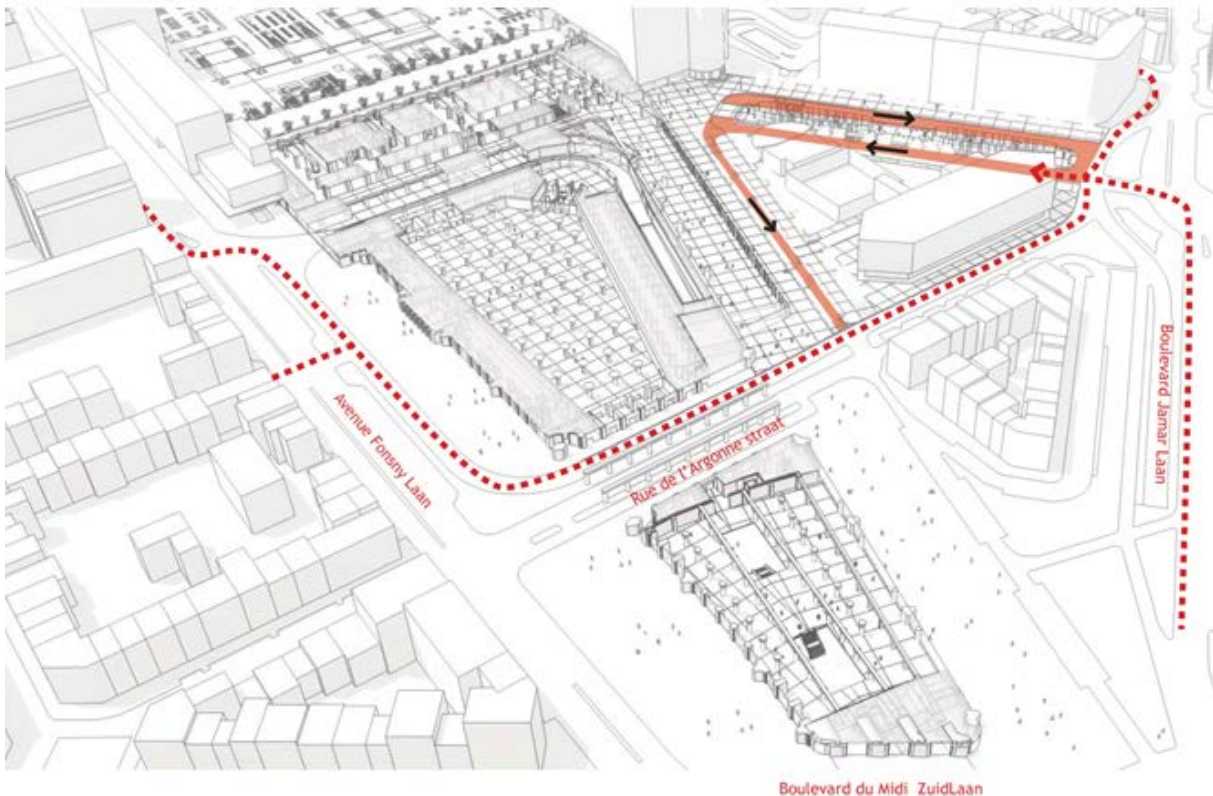 Avenue Fonsny Laan
Rue de l'Argonne straat
Boulevard Jamar Laan
Boulevard du Midi ZuidLaan